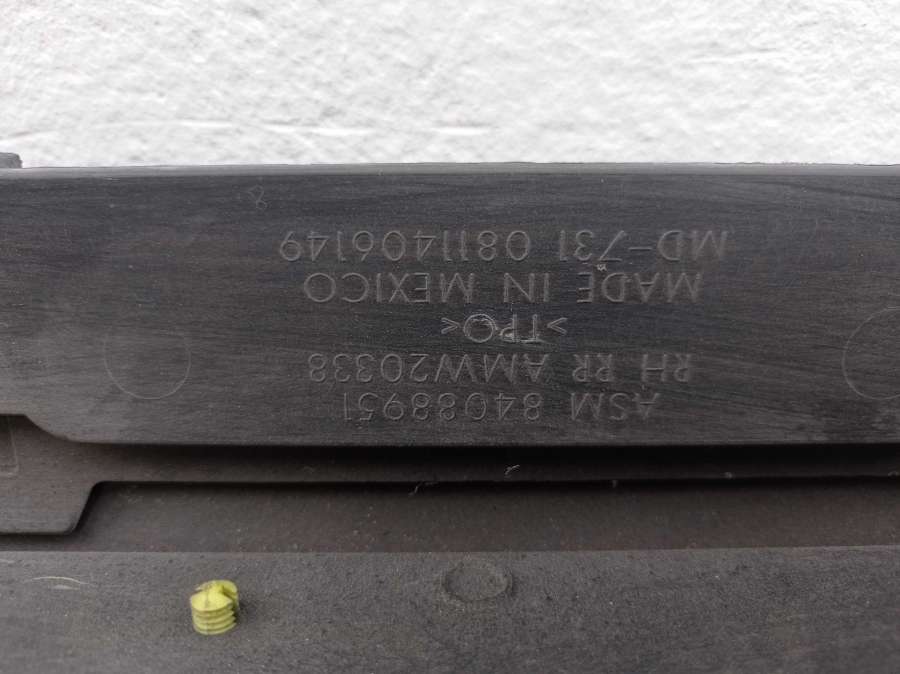 ASM 84088951
RH RR AMW20338
>TPO<
MADE IN MEXICO
MD-731 0811406149